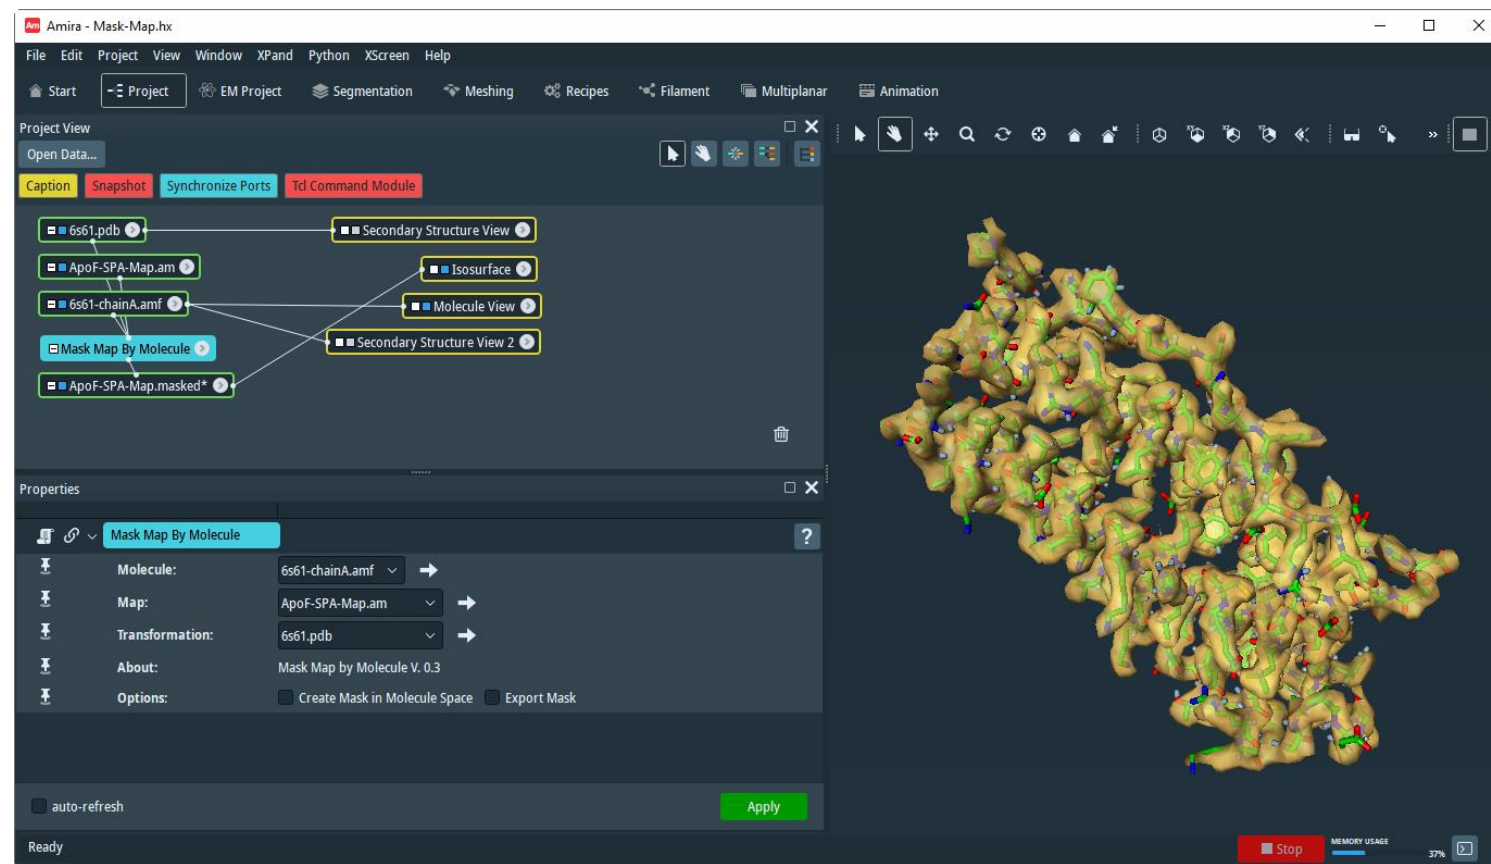 Am Amira - Mask-Map.hx
File Edit Project View Window XPand Python XScreen Help
Start Project EM Project Segmentation Meshing Recipes Filament Multiplanar Animation
Project View
Open Data...
Caption Snapshot Synchronize Ports Tcl Command Module
6s61.pdb Secondary Structure View
ApoF-SPA-Map.am Isosurface
6s61-chainA.amf Molecule View
Mask Map By Molecule Secondary Structure View 2
ApoF-SPA-Map.masked*
XY XZ YZ
Properties
Mask Map By Molecule ?
Molecule: 6s61-chainA.amf
Map: ApoF-SPA-Map.am
Transformation: 6s61.pdb
About: Mask Map by Molecule V. 0.3
Options: Create Mask in Molecule Space Export Mask
auto-refresh Apply
Ready Stop MEMORY USAGE 37%